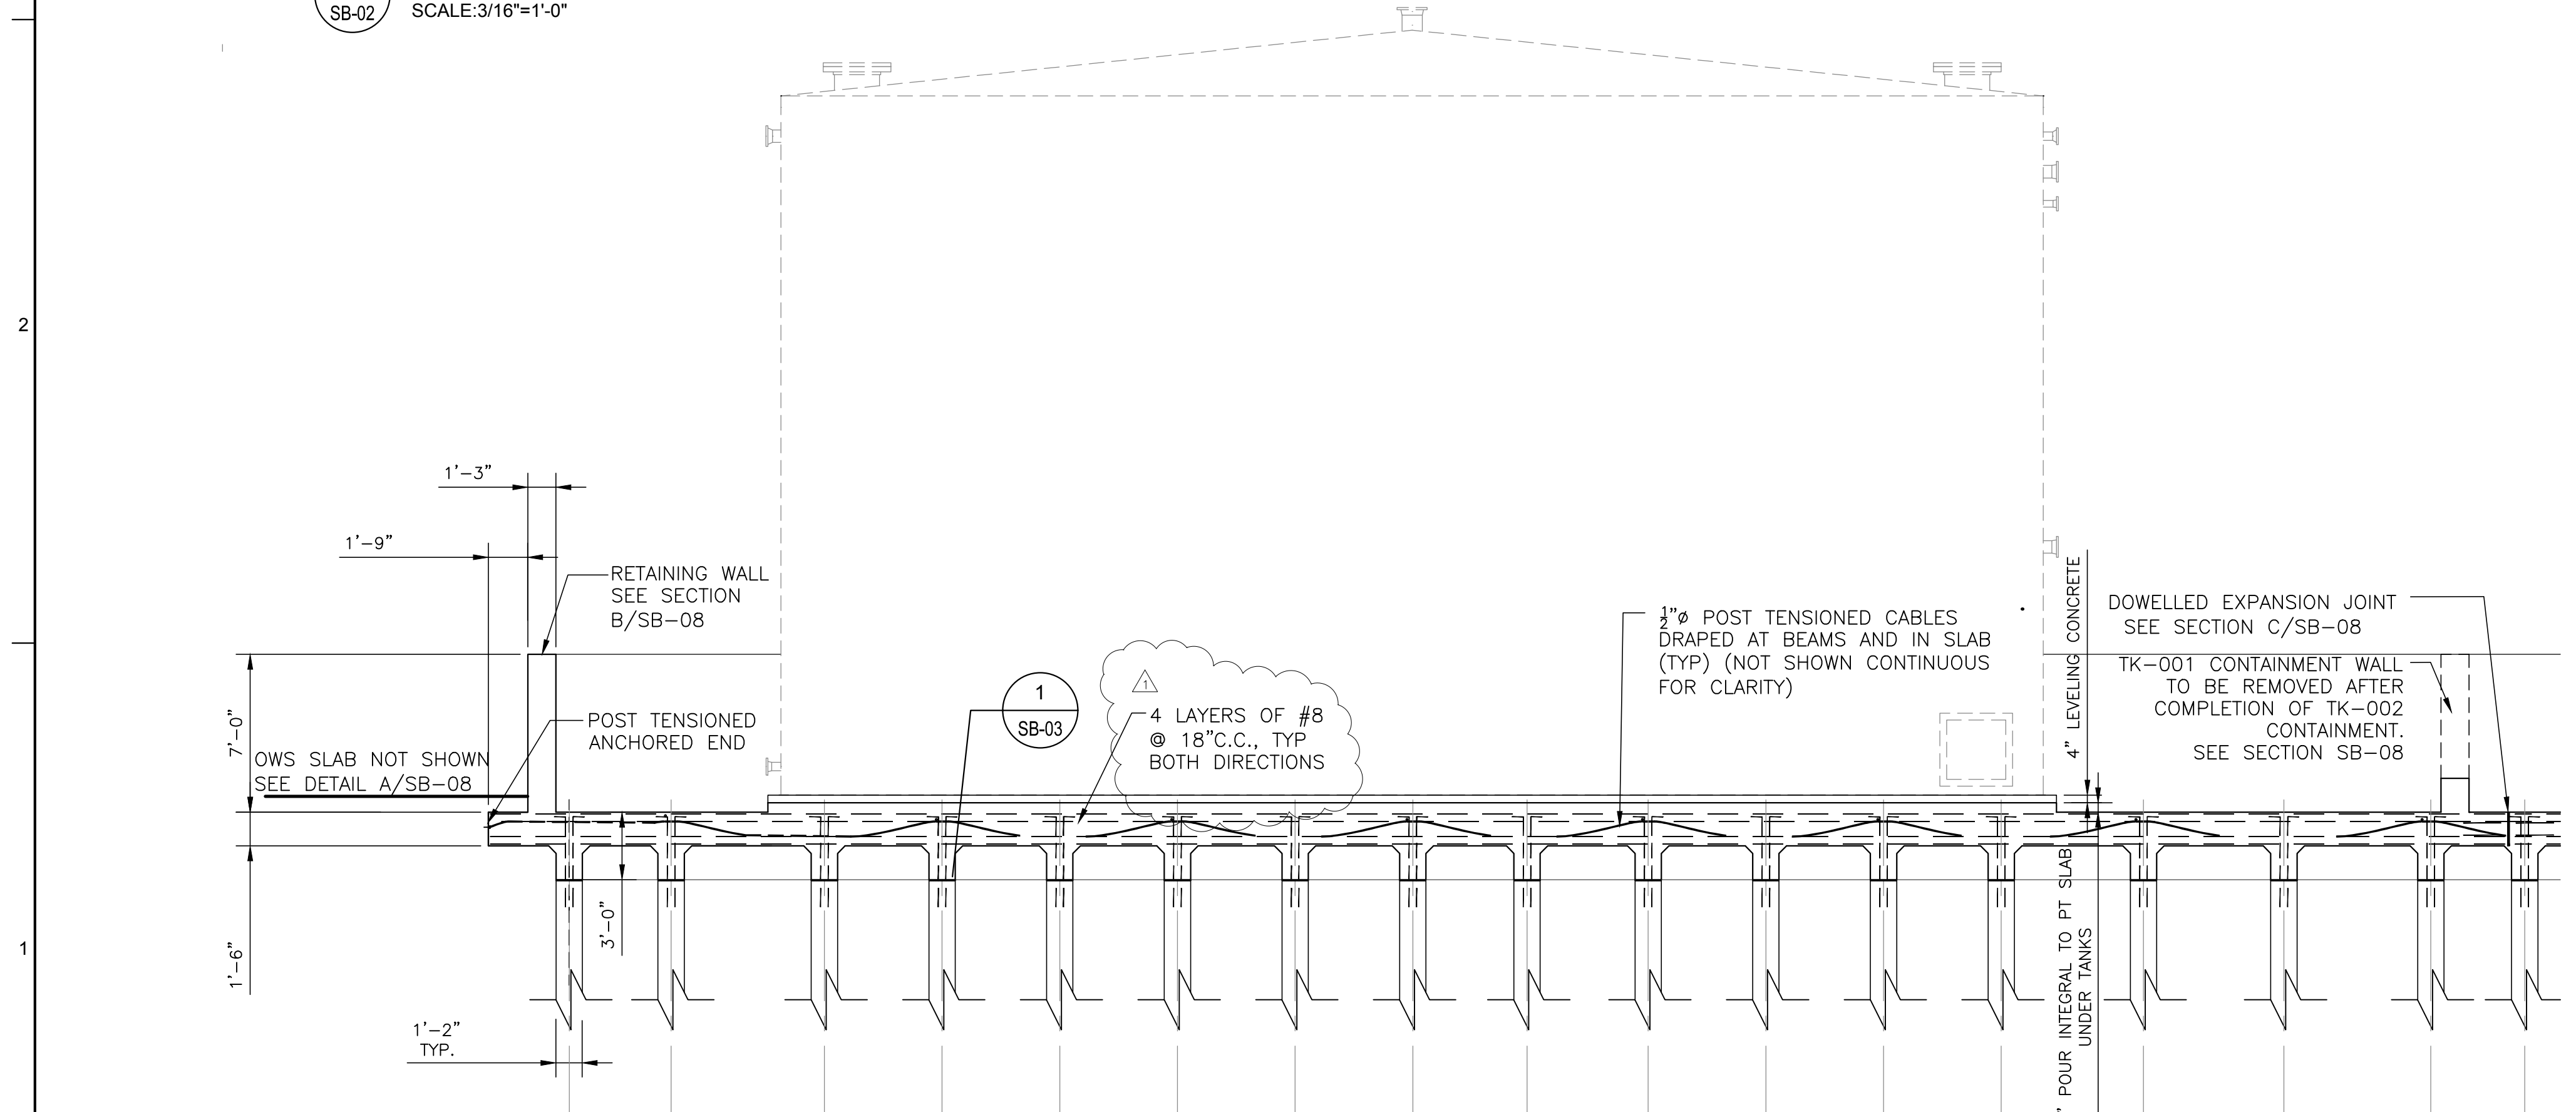 SB-02
SCALE:3/16"=1'-0"
2
1'-3"
1'-9"
RETAINING WALL
SEE SECTION
B/SB-08
7'-0"
POST TENSIONED
ANCHORED END
OWS SLAB NOT SHOWN
SEE DETAIL A/SB-08
1
SB-03
1
4 LAYERS OF #8
@ 18"C.C., TYP
BOTH DIRECTIONS
½"ø POST TENSIONED CABLES
DRAPED AT BEAMS AND IN SLAB
(TYP) (NOT SHOWN CONTINUOUS
FOR CLARITY)
4" LEVELING CONCRETE
DOWELLED EXPANSION JOINT
SEE SECTION C/SB-08
TK-001 CONTAINMENT WALL
TO BE REMOVED AFTER
COMPLETION OF TK-002
CONTAINMENT.
SEE SECTION SB-08
1
1'-6"
3'-0"
1'-2"
TYP.
" POUR INTEGRAL TO PT SLAB
UNDER TANKS